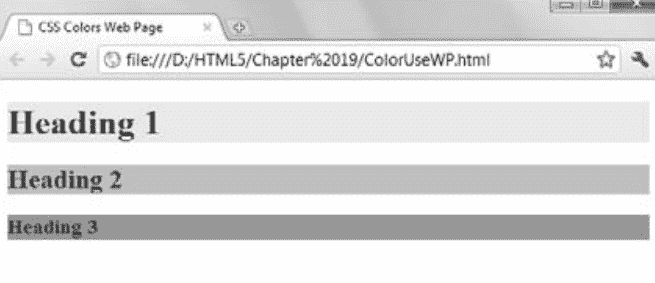 CSS Colors Web Page
file:///D:/HTML5/Chapter%2019/ColorUseWP.html
Heading 1
Heading 2
Heading 3